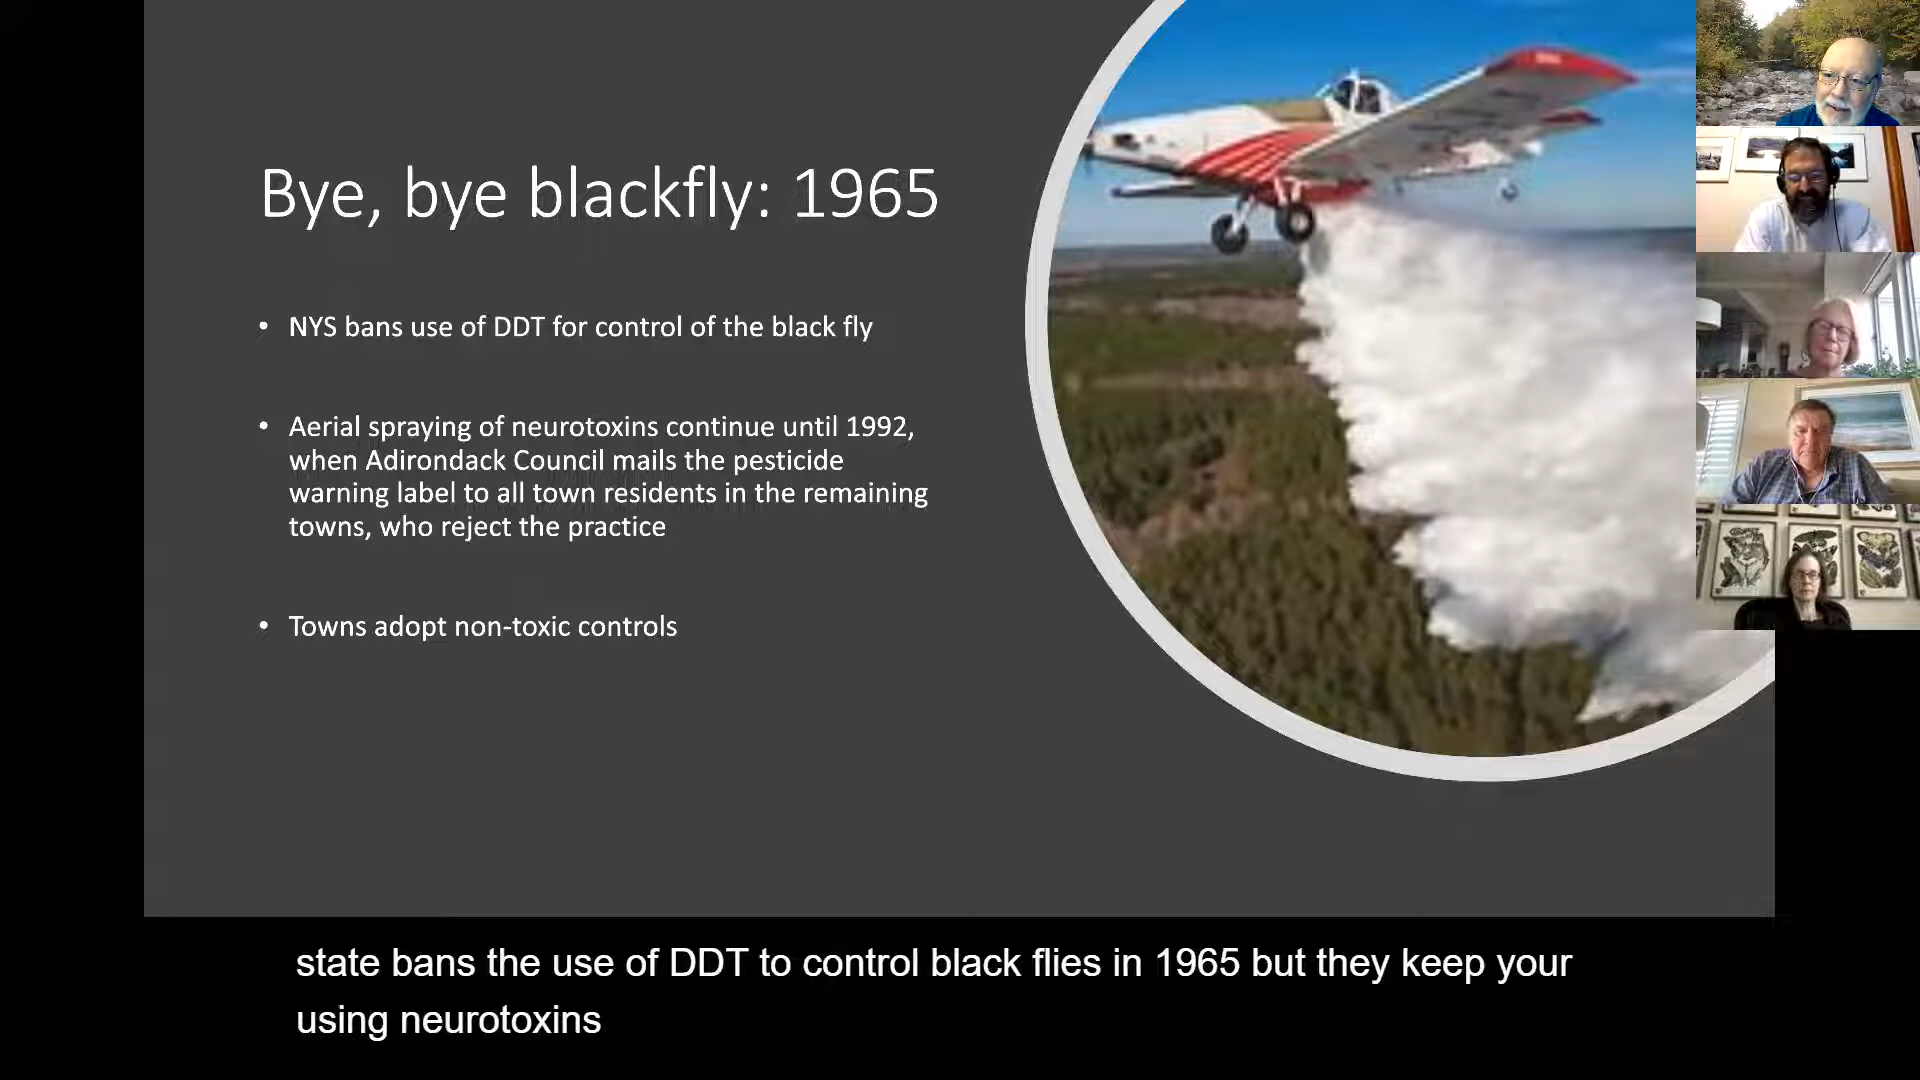 Bye, bye blackfly: 1965
• NYS bans use of DDT for control of the black fly
• Aerial spraying of neurotoxins continue until 1992,
when Adirondack Council mails the pesticide
warning label to all town residents in the remaining
towns, who reject the practice
• Towns adopt non-toxic controls
state bans the use of DDT to control black flies in 1965 but they keep your
using neurotoxins